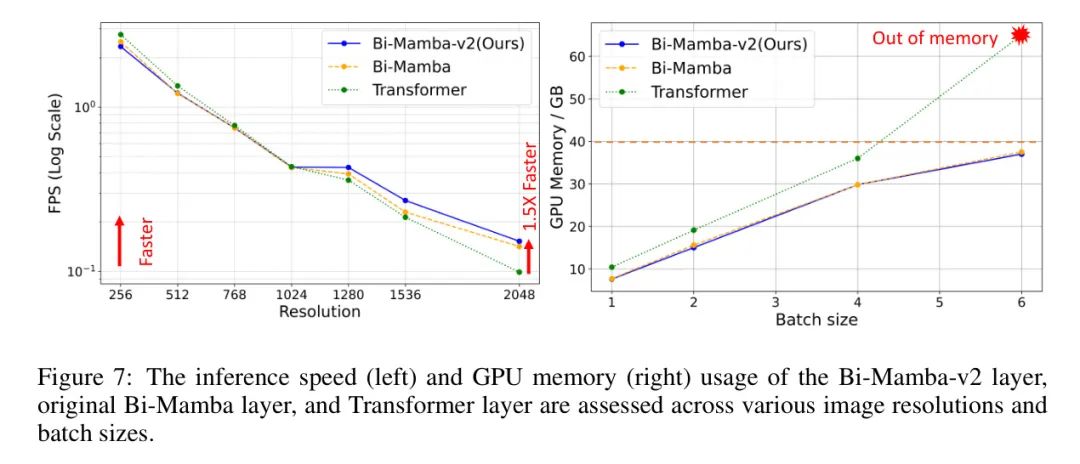 Bi-Mamba-v2(Ours)
Bi-Mamba
Transformer
FPS (Log Scale)
10⁰
10⁻¹
Faster
1.5X Faster
256 512 768 1024 1280 1536 2048
Resolution
Out of memory
Bi-Mamba-v2(Ours)
Bi-Mamba
Transformer
GPU Memory / GB
60
50
40
30
20
10
1 2 3 4 5 6
Batch size
Figure 7: The inference speed (left) and GPU memory (right) usage of the Bi-Mamba-v2 layer,
original Bi-Mamba layer, and Transformer layer are assessed across various image resolutions and
batch sizes.